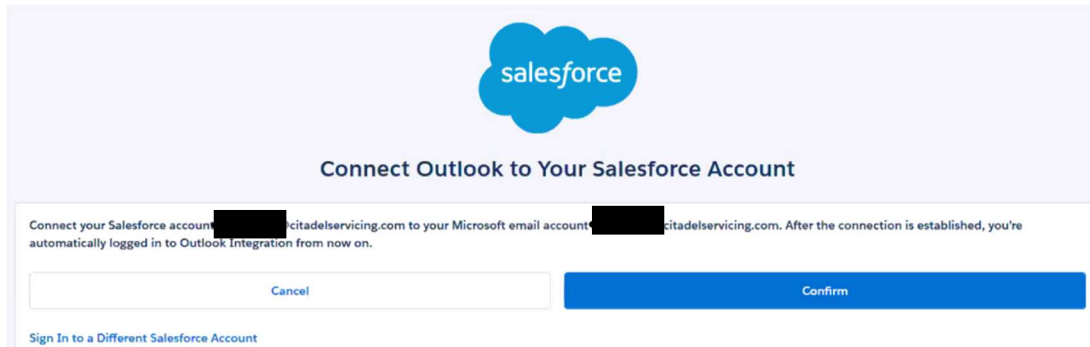 salesforce
Connect Outlook to Your Salesforce Account
Connect your Salesforce account @citadelservicing.com to your Microsoft email account citadelservicing.com. After the connection is established, you're
automatically logged in to Outlook Integration from now on.
Cancel
Confirm
Sign In to a Different Salesforce Account